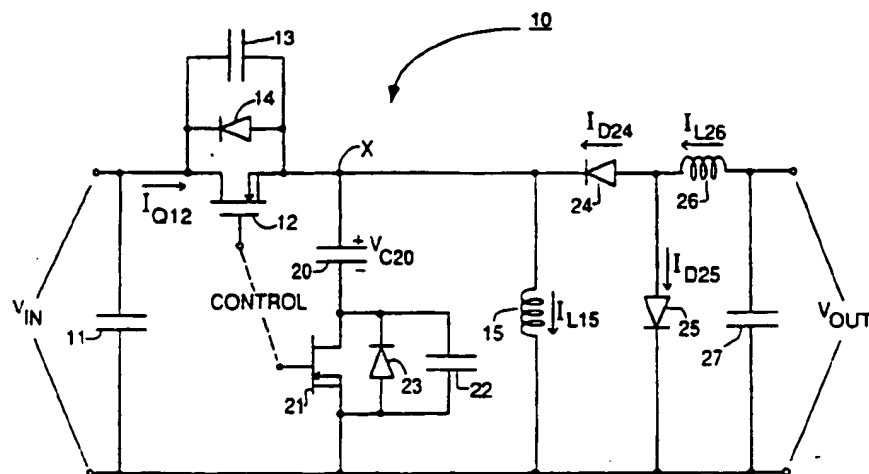 10
13
14
X
I_D24
I_L26
I_Q12
12
24
26
20
+
V_C20
-
I_D25
V_IN
11
CONTROL
15
I_L15
25
27
V_OUT
21
23
22